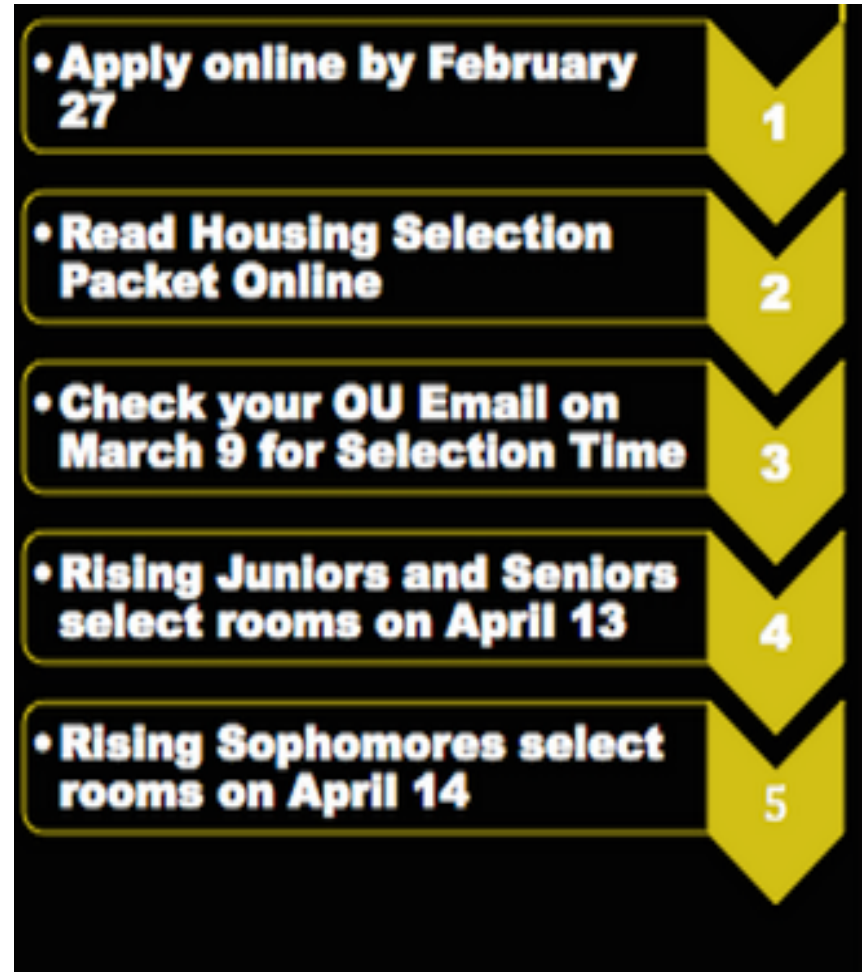 • Apply online by February
27
1
• Read Housing Selection
Packet Online
2
• Check your OU Email on
March 9 for Selection Time
3
• Rising Juniors and Seniors
select rooms on April 13
4
• Rising Sophomores select
rooms on April 14
5